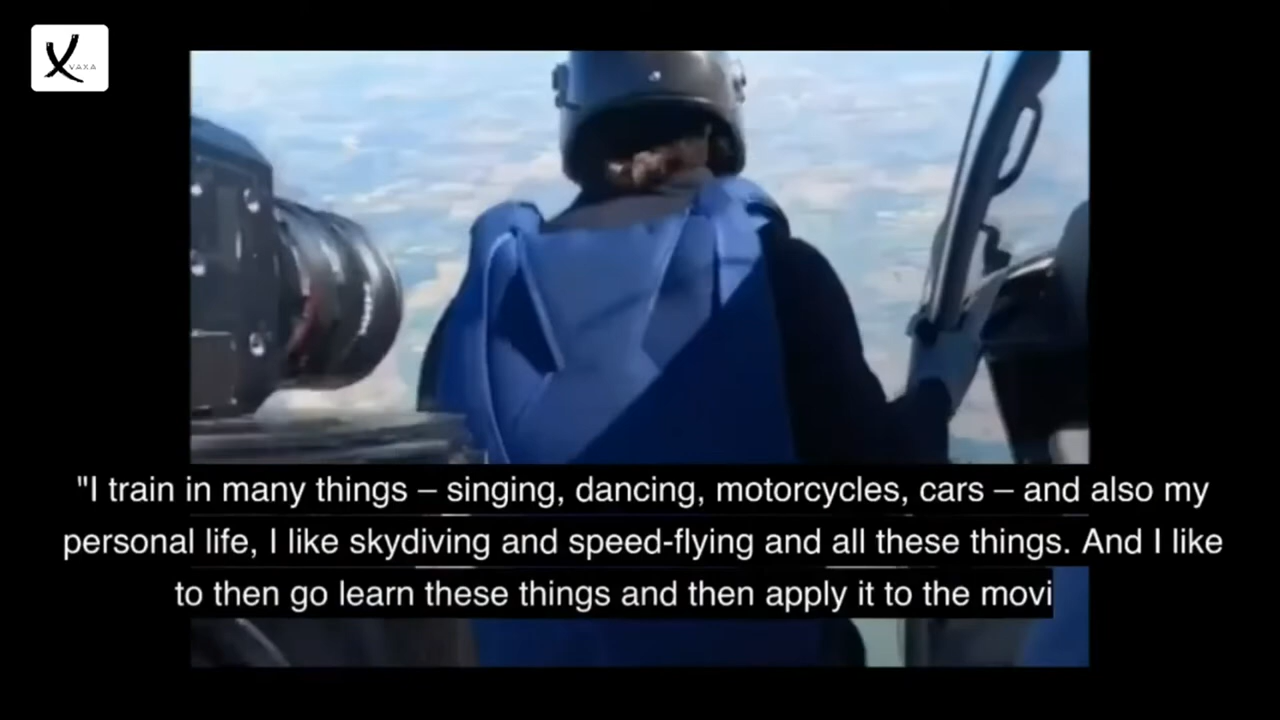 VAXA
"I train in many things – singing, dancing, motorcycles, cars – and also my
personal life, I like skydiving and speed-flying and all these things. And I like
to then go learn these things and then apply it to the movi